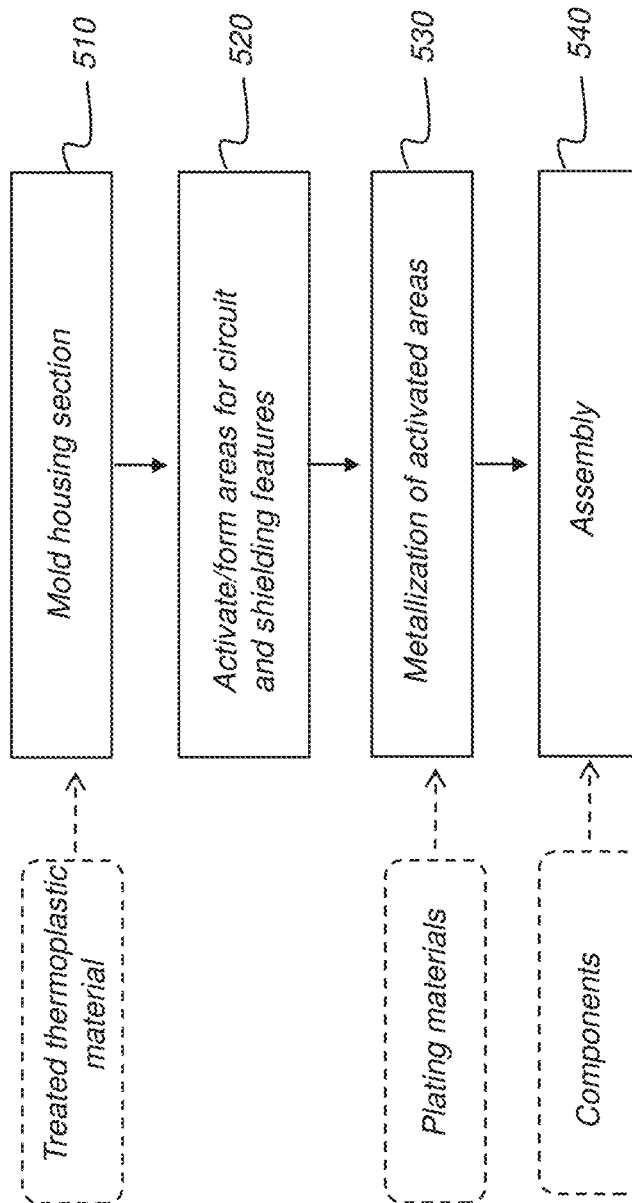 Treated thermoplastic
material
Mold housing section
510
Activate/form areas for circuit
and shielding features
520
Plating materials
Metallization of activated areas
530
Components
Assembly
540